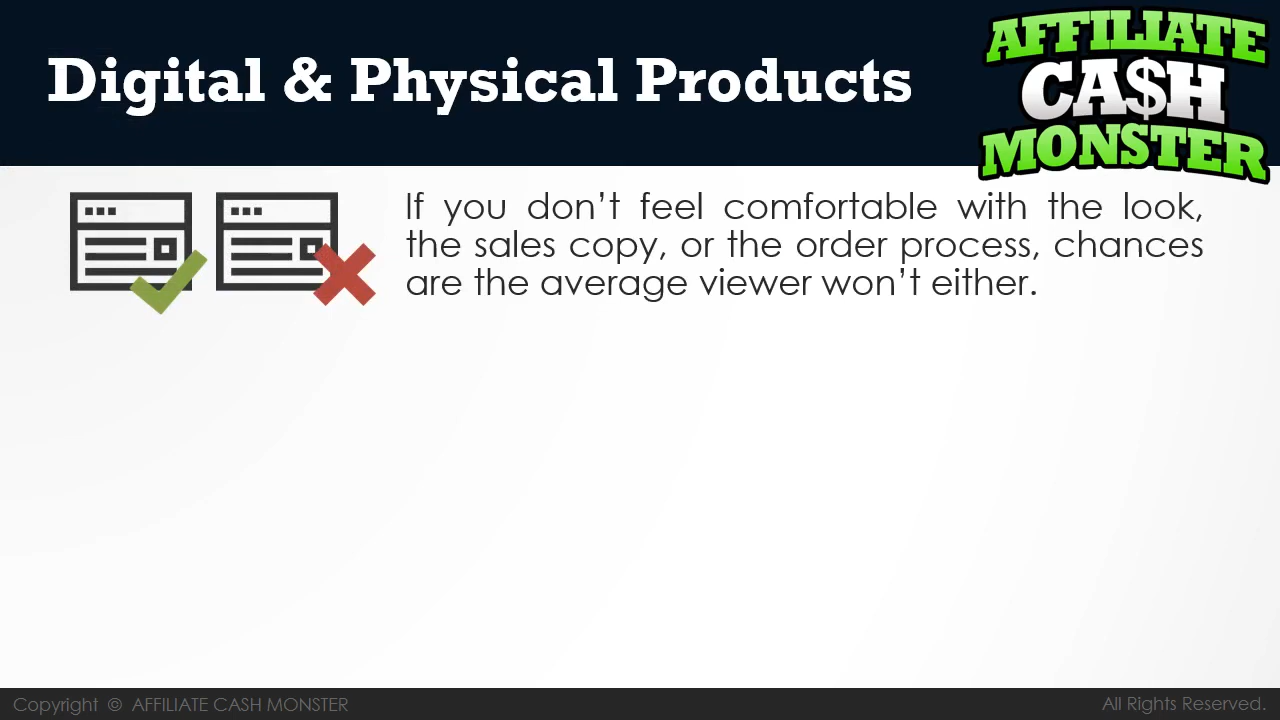 Digital & Physical Products
AFFILIATE
CA$H
MONSTER
If you don’t feel comfortable with the look,
the sales copy, or the order process, chances
are the average viewer won’t either.
Copyright © AFFILIATE CASH MONSTER
All Rights Reserved.